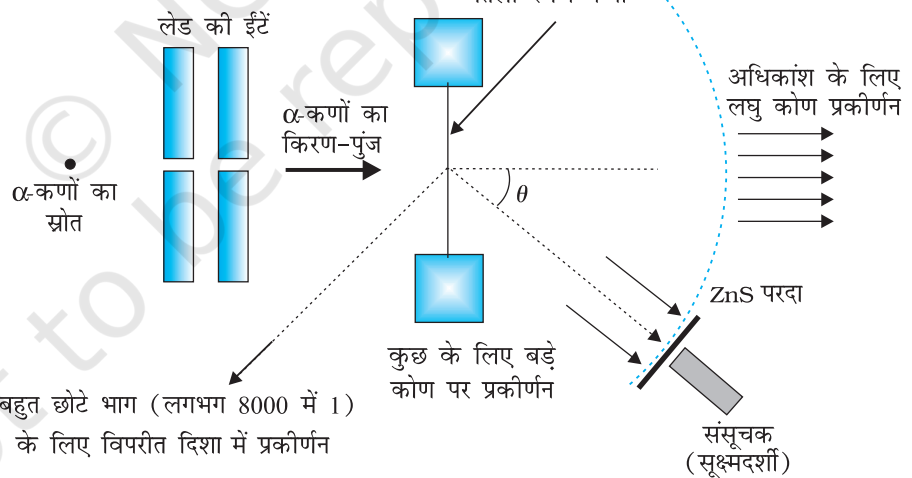 लेड की ईंटें
α-कणों का
किरण-पुंज
अधिकांश के लिए
लघु कोण प्रकीर्णन
α-कणों का
स्रोत
θ
ZnS परदा
कुछ के लिए बड़े
कोण पर प्रकीर्णन
बहुत छोटे भाग (लगभग 8000 में 1)
के लिए विपरीत दिशा में प्रकीर्णन
संसूचक
(सूक्ष्मदर्शी)